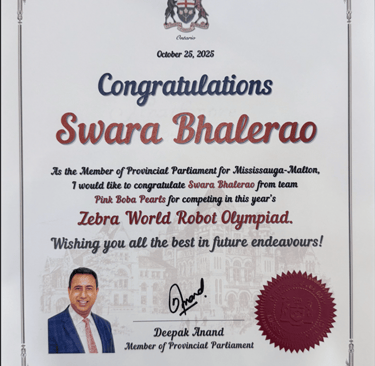 Ontario
October 25, 2025
Congratulations
Swara Bhalerao
As the Member of Provincial Parliament for Mississauga-Malton,
I would like to congratulate Swara Bhalerao from team
Pink Boba Pearls for competing in this year's
Zebra World Robot Olympiad.
Wishing you all the best in future endeavours!
Anand.
Deepak Anand
Member of Provincial Parliament